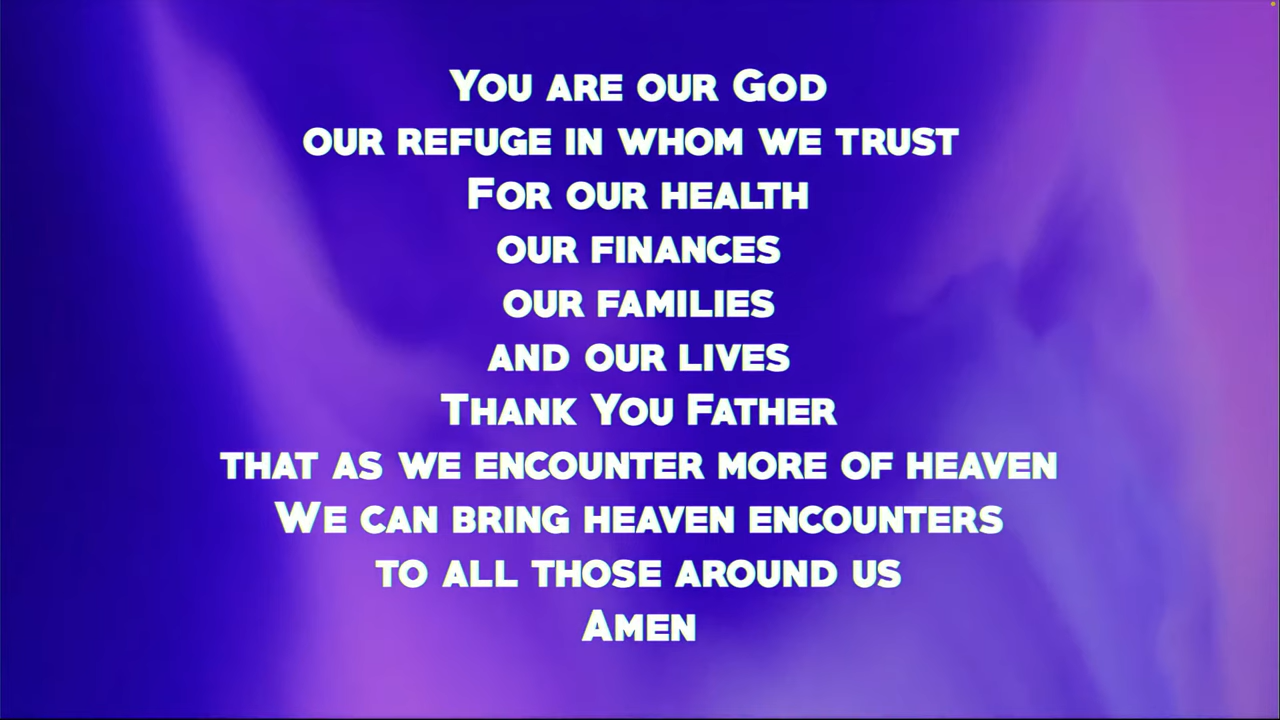 You are our God
our refuge in whom we trust
For our health
our finances
our families
and our lives
Thank You Father
that as we encounter more of heaven
We can bring heaven encounters
to all those around us
Amen